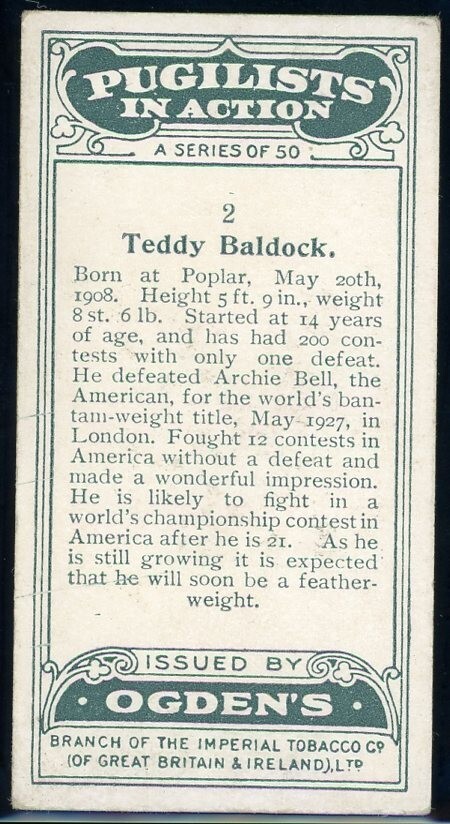 PUGILISTS
IN ACTION
A SERIES OF 50
2
Teddy Baldock.
Born at Poplar, May 20th,
1908. Height 5 ft. 9 in., weight
8 st. 6 lb. Started at 14 years
of age, and has had 200 con-
tests with only one defeat.
He defeated Archie Bell, the
American, for the world's ban-
tam-weight title, May 1927, in
London. Fought 12 contests in
America without a defeat and
made a wonderful impression.
He is likely to fight in a
world's championship contest in
America after he is 21. As he
is still growing it is expected
that he will soon be a feather-
weight.
ISSUED BY
· OGDEN'S ·
BRANCH OF THE IMPERIAL TOBACCO CO
(OF GREAT BRITAIN & IRELAND), LTD